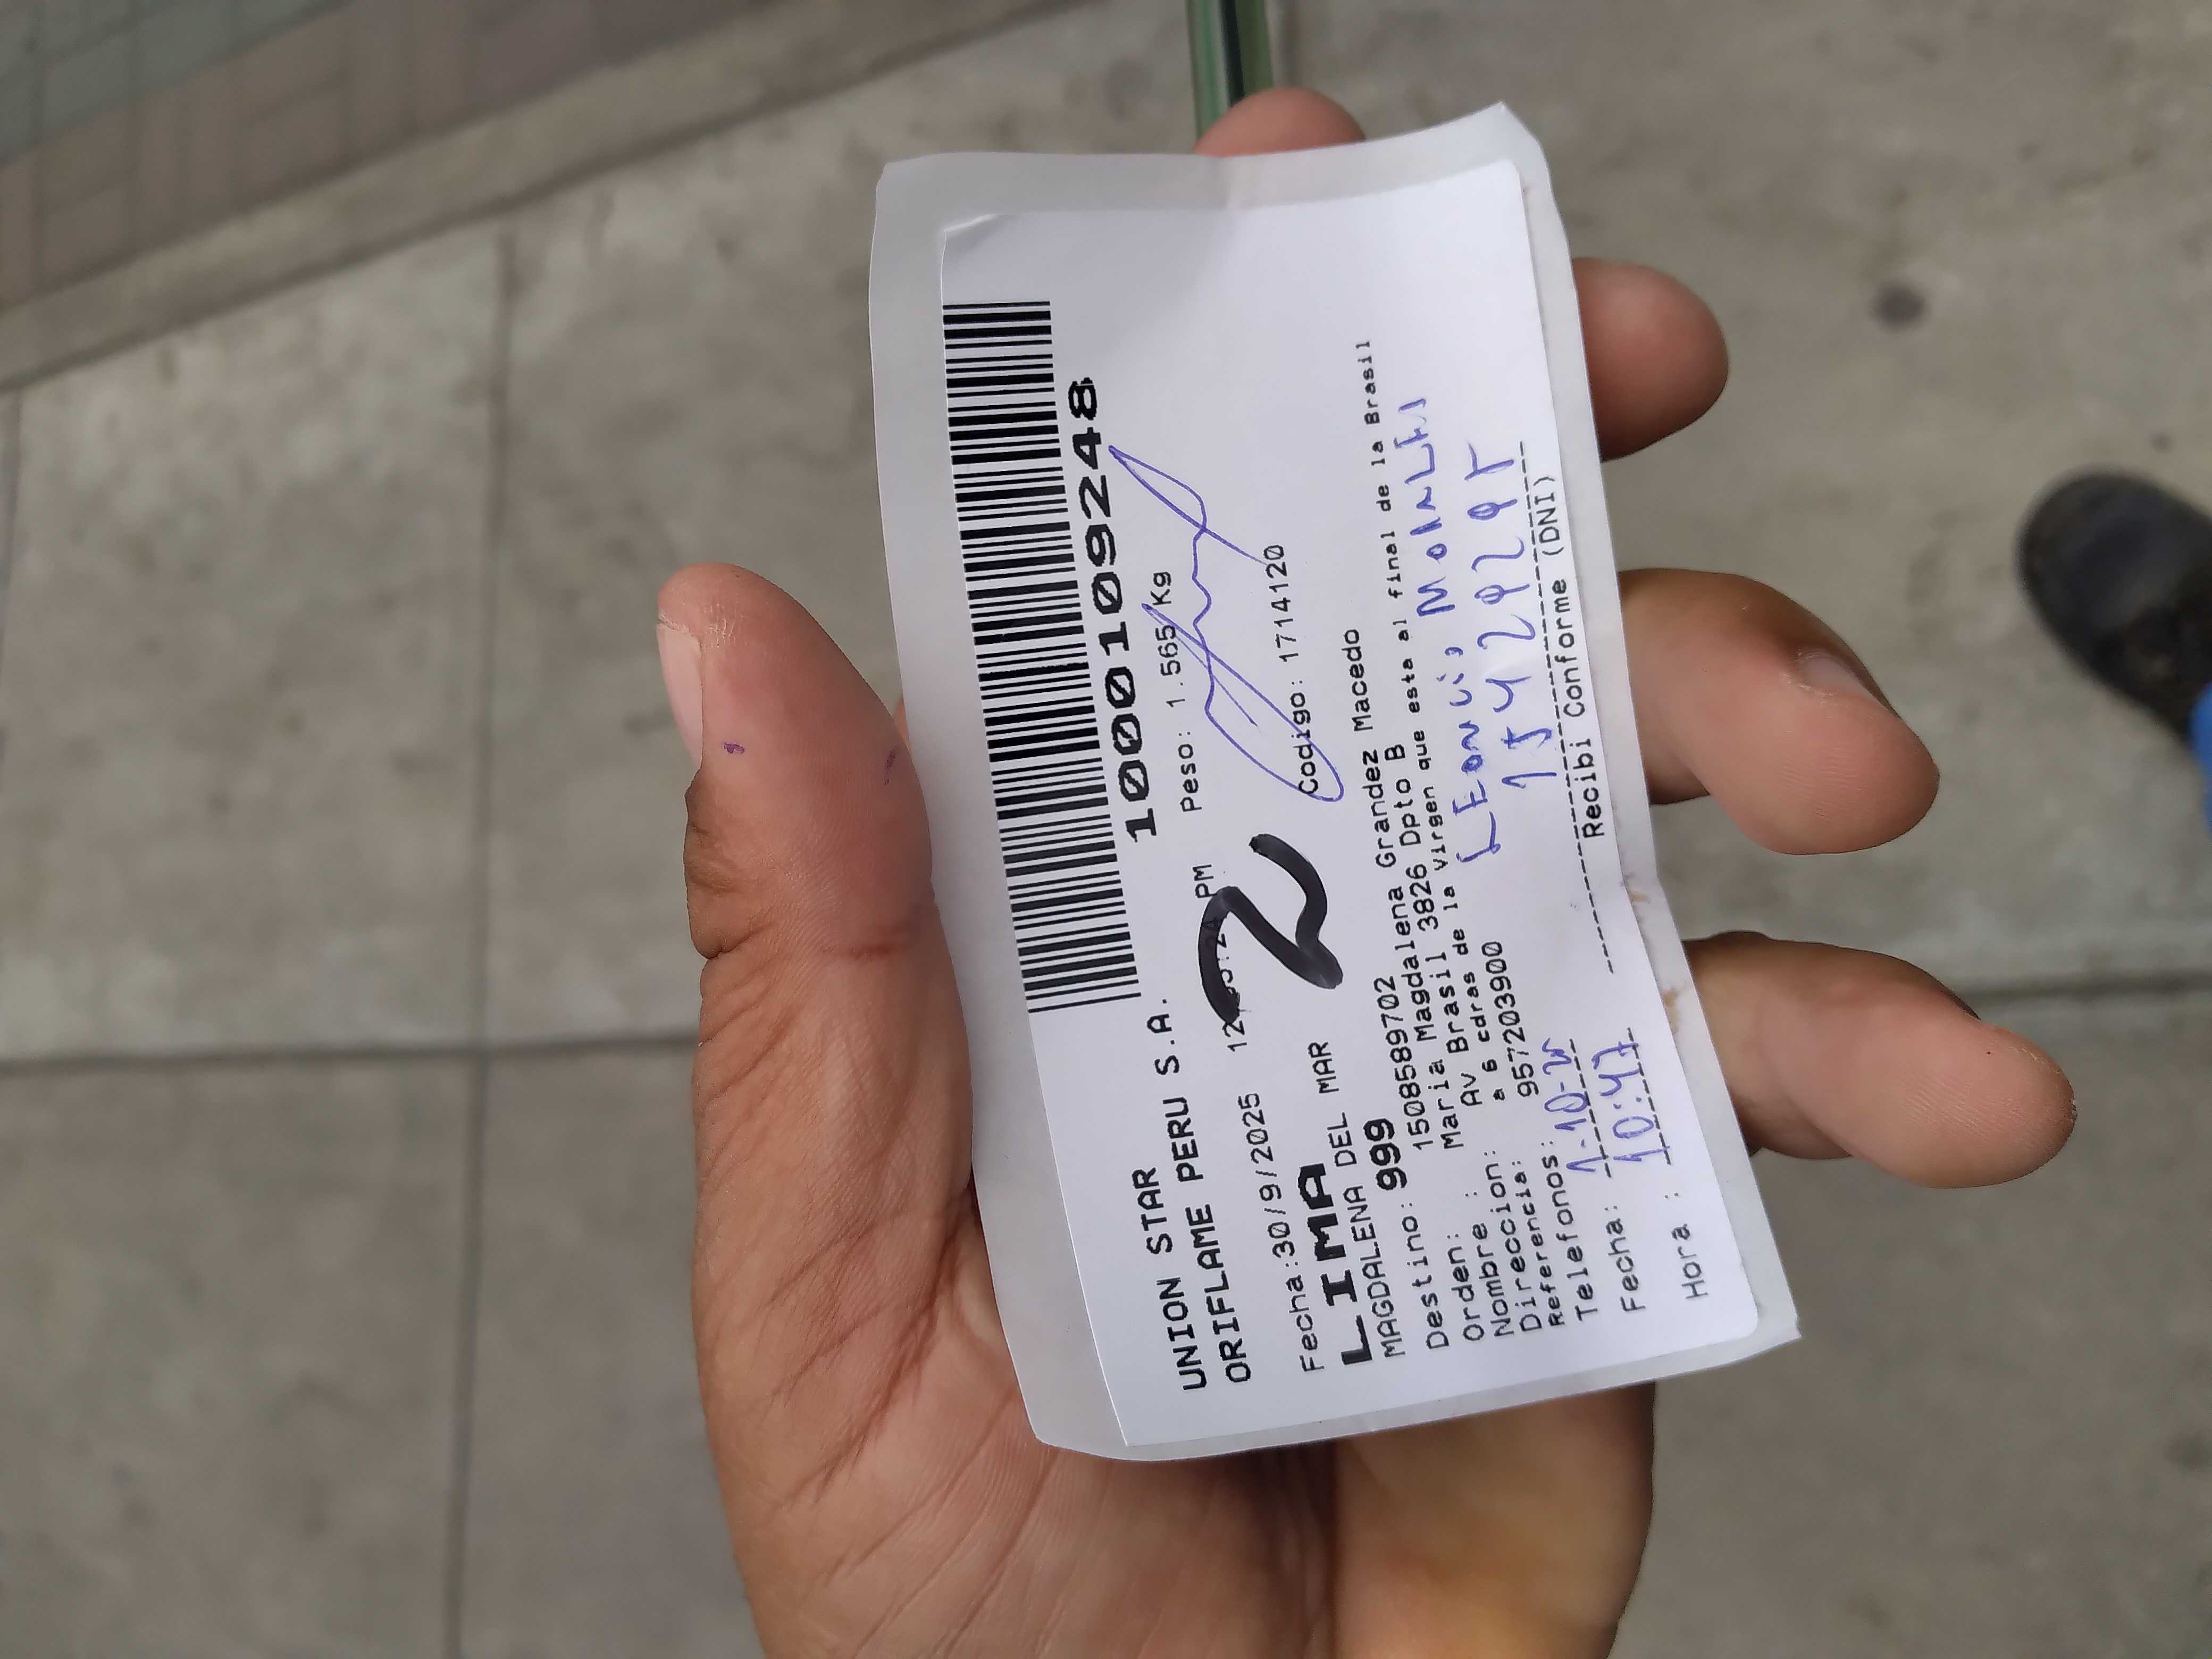 UNION STAR
ORIFLAME PERU S.A.
1000109248
Fecha:30/9/2025 PM Peso: 1.565 Kg
2
LIMA
MAGDALENA DEL MAR Codigo: 1714120
Destino: 999
Orden: 1508589702
Nombre : Maria Magdalena Grandez Macedo
Direccion: Av Brasil 3826 Dpto B
Referencia: a 6 cdras de la Virgen que esta al final de la Brasil
Telefonos: 957203900
Fecha: 1-10-25
Hora : 10:47
Recibi Conforme (DNI)